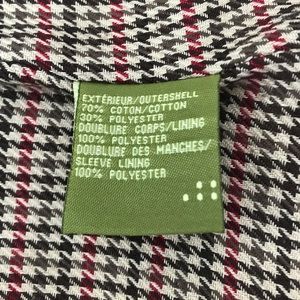 EXTÉRIEUR/OUTERSHELL
70% COTON/COTTON
30% POLYESTER
DOUBLURE CORPS/LINING
100% POLYESTER
DOUBLURE DES MANCHES/
SLEEVE LINING
100% POLYESTER